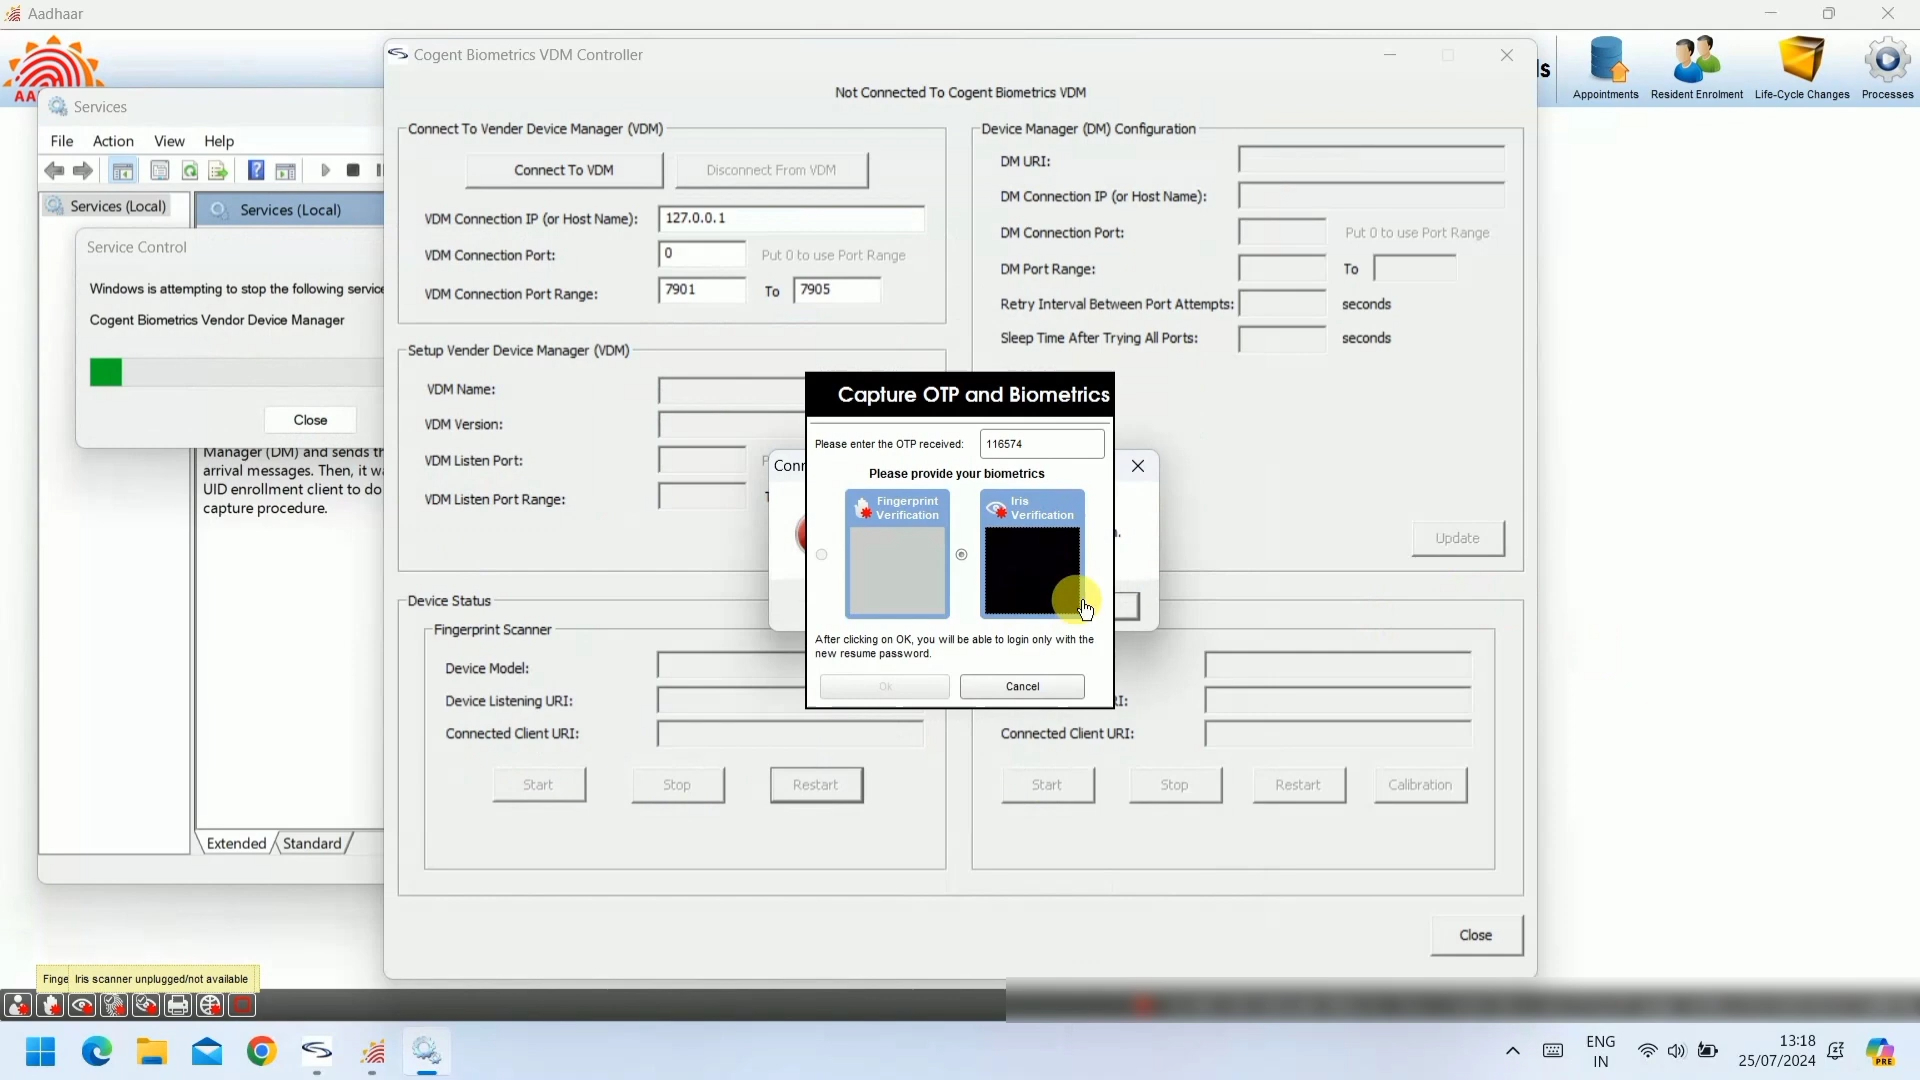 Aadhaar
AA
ls
Appointments
Resident Enrolment
Life-Cycle Changes
Processes
Services
File
Action
View
Help
Services (Local)
Services (Local)
Service Control
Windows is attempting to stop the following service
Cogent Biometrics Vendor Device Manager
Close
Manager (DM) and sends th
arrival messages. Then, it wa
UID enrollment client to do
capture procedure.
Extended
Standard
Cogent Biometrics VDM Controller
Not Connected To Cogent Biometrics VDM
Connect To Vender Device Manager (VDM)
Connect To VDM
Disconnect From VDM
VDM Connection IP (or Host Name):
127.0.0.1
VDM Connection Port:
0
Put 0 to use Port Range
VDM Connection Port Range:
7901
To
7905
Setup Vender Device Manager (VDM)
VDM Name:
VDM Version:
VDM Listen Port:
VDM Listen Port Range:
Device Manager (DM) Configuration
DM URI:
DM Connection IP (or Host Name):
DM Connection Port:
Put 0 to use Port Range
DM Port Range:
To
Retry Interval Between Port Attempts:
seconds
Sleep Time After Trying All Ports:
seconds
Update
Conn
Capture OTP and Biometrics
Please enter the OTP received:
116574
Please provide your biometrics
Fingerprint
Verification
Iris
Verification
After clicking on OK, you will be able to login only with the
new resume password.
Ok
Cancel
Device Status
Fingerprint Scanner
Device Model:
Device Listening URI:
Connected Client URI:
Start
Stop
Restart
RI:
Connected Client URI:
Start
Stop
Restart
Calibration
Close
Finge
Iris scanner unplugged/not available
ENG
IN
13:18
25/07/2024
PRE